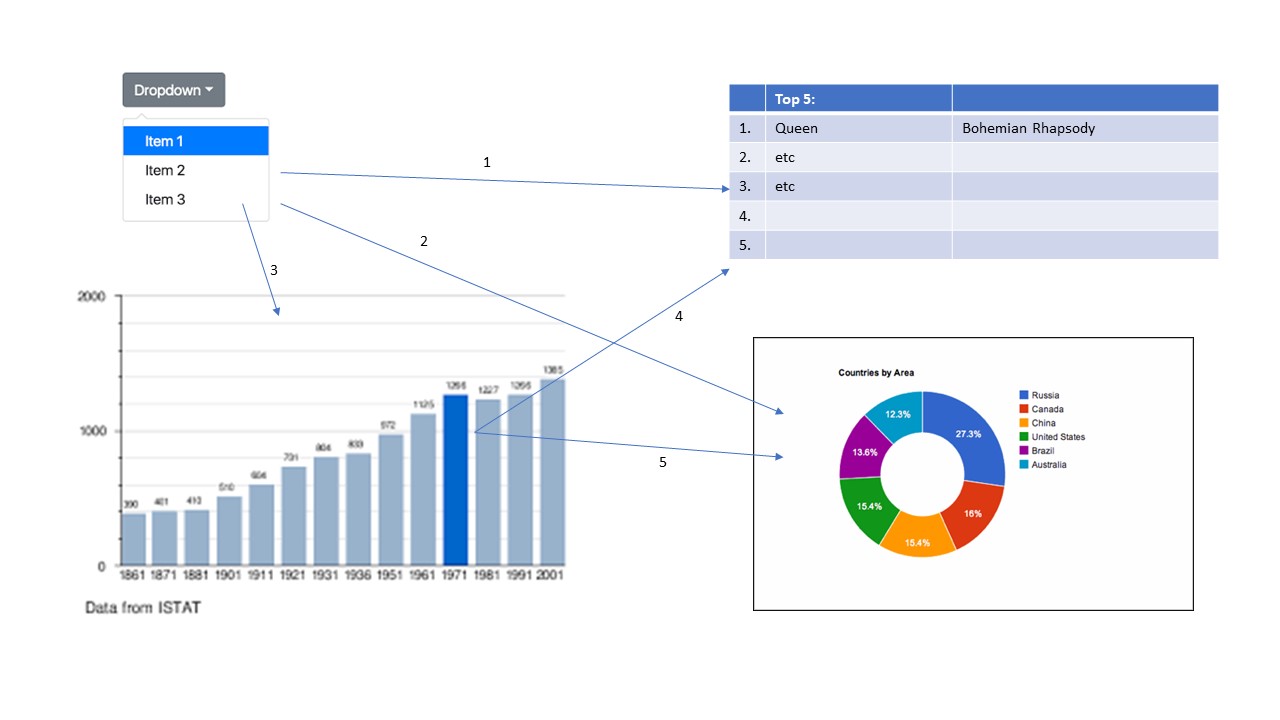 Dropdown
Item 1
Item 2
Item 3
1
2
3
4
5
Top 5:
1. Queen Bohemian Rhapsody
2. etc
3. etc
4.
5.
2000
1000
0
390 401 413 510 604 731 804 833 972 1125 1266 1227 1266 1385
1861 1871 1881 1901 1911 1921 1931 1936 1951 1961 1971 1981 1991 2001
Data from ISTAT
Countries by Area
12.3%
27.3%
13.6%
15.4%
16%
15.4%
Russia
Canada
China
United States
Brazil
Australia